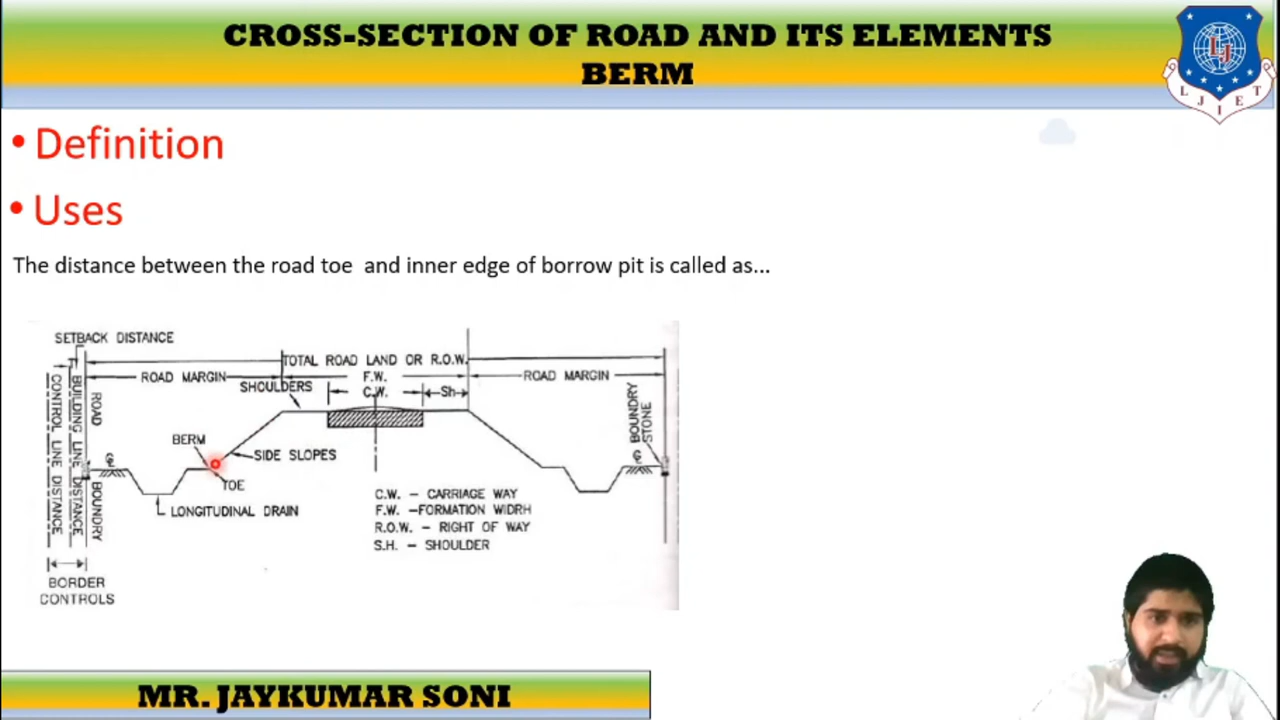 CROSS-SECTION OF ROAD AND ITS ELEMENTS
BERM
LJ
L J I E T
• Definition
• Uses
The distance between the road toe and inner edge of borrow pit is called as...
SETBACK DISTANCE
TOTAL ROAD LAND OR R.O.W.
ROAD MARGIN
F.W.
ROAD MARGIN
SHOULDERS
C.W.
Sh
CONTROL LINE DISTANCE
BUILDING LINE DISTANCE
ROAD
BOUNDRY
BOUNDRY
STONE
BERM
SIDE SLOPES
TOE
LONGITUDINAL DRAIN
C.W. - CARRIAGE WAY
F.W. -FORMATION WIDRH
R.O.W. - RIGHT OF WAY
S.H. - SHOULDER
BORDER
CONTROLS
MR. JAYKUMAR SONI